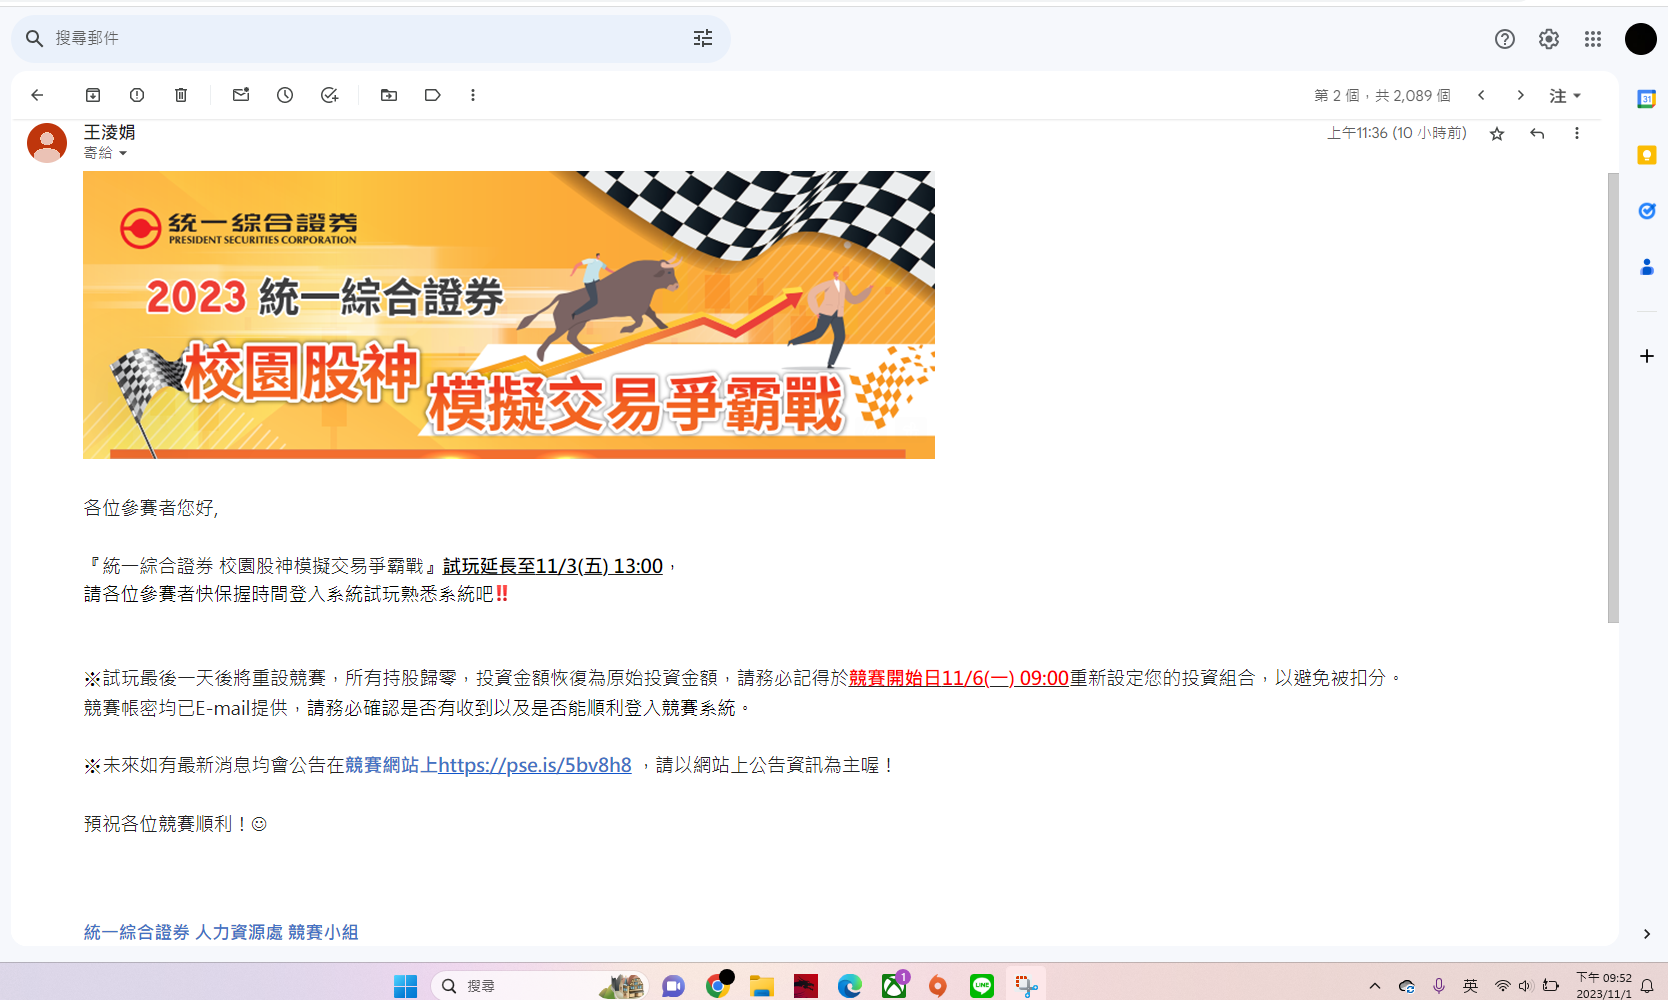 搜尋郵件
第 2 個，共 2,089 個
注
王淩娟
上午11:36 (10 小時前)
寄給
統一綜合證券
PRESIDENT SECURITIES CORPORATION
2023 統一綜合證券
校園股神
模擬交易爭霸戰
各位參賽者您好,
『統一綜合證券 校園股神模擬交易爭霸戰』試玩延長至11/3(五) 13:00，
請各位參賽者快保握時間登入系統試玩熟悉系統吧‼
※試玩最後一天後將重設競賽，所有持股歸零，投資金額恢復為原始投資金額，請務必記得於競賽開始日11/6(一) 09:00重新設定您的投資組合，以避免被扣分。
競賽帳密均已E-mail提供，請務必確認是否有收到以及是否能順利登入競賽系統。
※未來如有最新消息均會公告在競賽網站上https://pse.is/5bv8h8 ，請以網站上公告資訊為主喔！
預祝各位競賽順利！☺
統一綜合證券 人力資源處 競賽小組
31
搜尋
1
LINE
英
下午 09:52
2023/11/1